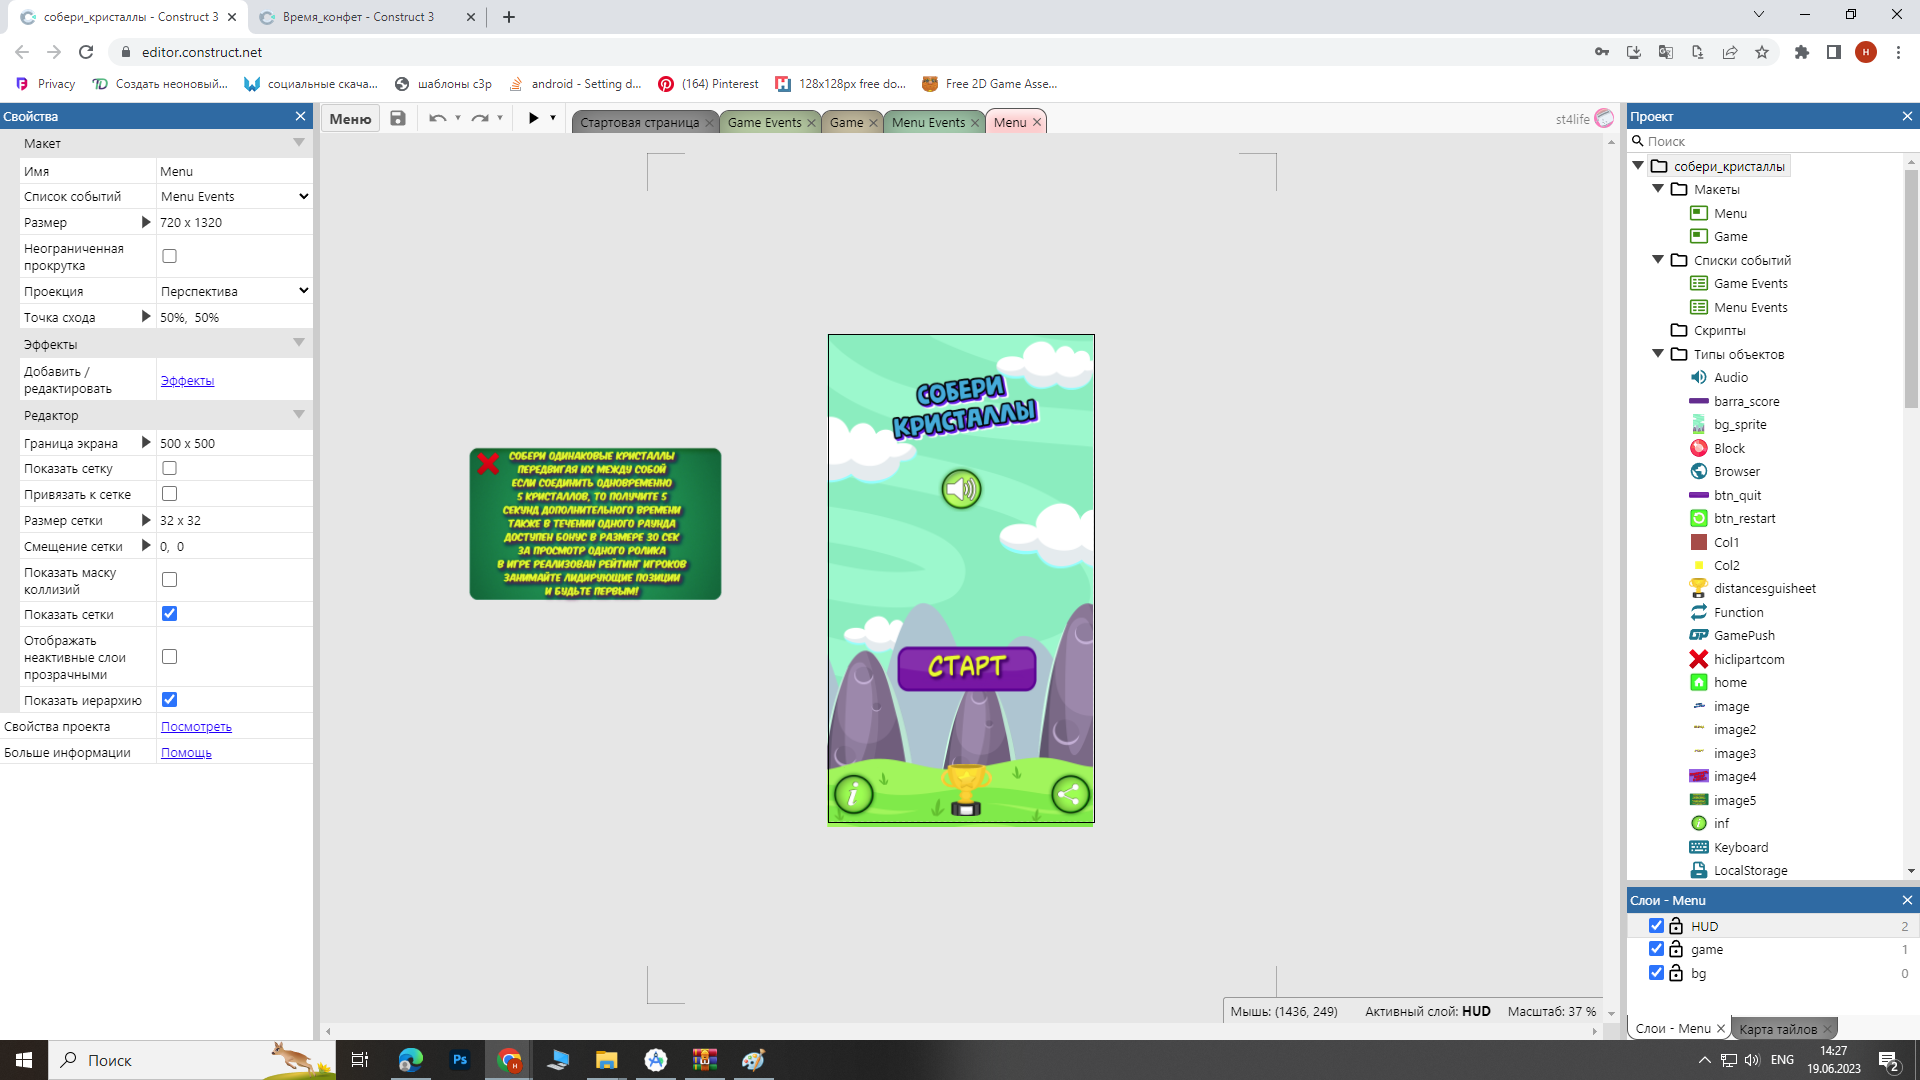 собери_кристаллы - Construct 3
Время_конфет - Construct 3
editor.construct.net
H
Privacy
Создать неоновый...
социальные скача...
шаблоны с3р
android - Setting d...
(164) Pinterest
128x128px free do...
Free 2D Game Asse...
Свойства
Макет
Имя
Menu
Список событий
Menu Events
Размер
720 x 1320
Неограниченная
прокрутка
Проекция
Перспектива
Точка схода
50%, 50%
Эффекты
Добавить /
редактировать
Эффекты
Редактор
Граница экрана
500 x 500
Показать сетку
Привязать к сетке
Размер сетки
32 x 32
Смещение сетки
0, 0
Показать маску
коллизий
Показать сетки
Отображать
неактивные слои
прозрачными
Показать иерархию
Свойства проекта
Посмотреть
Больше информации
Помощь
Меню
Стартовая страница
Game Events
Game
Menu Events
Menu
st4life
СОБЕРИ ОДИНАКОВЫЕ КРИСТАЛЛЫ
ПЕРЕДВИГАЯ ИХ МЕЖДУ СОБОЙ
ЕСЛИ СОЕДИНИТЬ ОДНОВРЕМЕННО
5 КРИСТАЛЛОВ, ТО ПОЛУЧИТЕ 5
СЕКУНД ДОПОЛНИТЕЛЬНОГО ВРЕМЕНИ
ТАКЖЕ В ТЕЧЕНИИ ОДНОГО РАУНДА
ДОСТУПЕН БОНУС В РАЗМЕРЕ 30 СЕК
ЗА ПРОСМОТР ОДНОГО РОЛИКА
В ИГРЕ РЕАЛИЗОВАН РЕЙТИНГ ИГРОКОВ
ЗАНИМАЙТЕ ЛИДИРУЮЩИЕ ПОЗИЦИИ
И БУДЬТЕ ПЕРВЫМ!
СОБЕРИ
КРИСТАЛЛЫ
СТАРТ
i
Мышь: (1436, 249)
Активный слой: HUD
Масштаб: 37 %
Проект
Поиск
собери_кристаллы
Макеты
Menu
Game
Списки событий
Game Events
Menu Events
Скрипты
Типы объектов
Audio
barra_score
bg_sprite
Block
Browser
btn_quit
btn_restart
Col1
Col2
distancesguisheet
Function
GamePush
hiclipartcom
home
image
image2
image3
image4
image5
inf
Keyboard
LocalStorage
Слои - Menu
HUD
2
game
1
bg
0
Слои - Menu
Карта тайлов
Поиск
Ps
ENG
14:27
19.06.2023
2